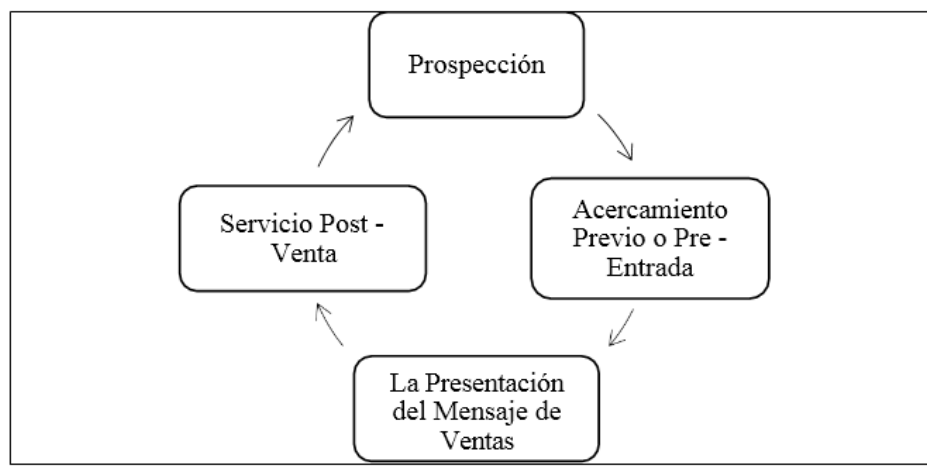 Prospección
Acercamiento
Previo o Pre -
Entrada
La Presentación
del Mensaje de
Ventas
Servicio Post -
Venta